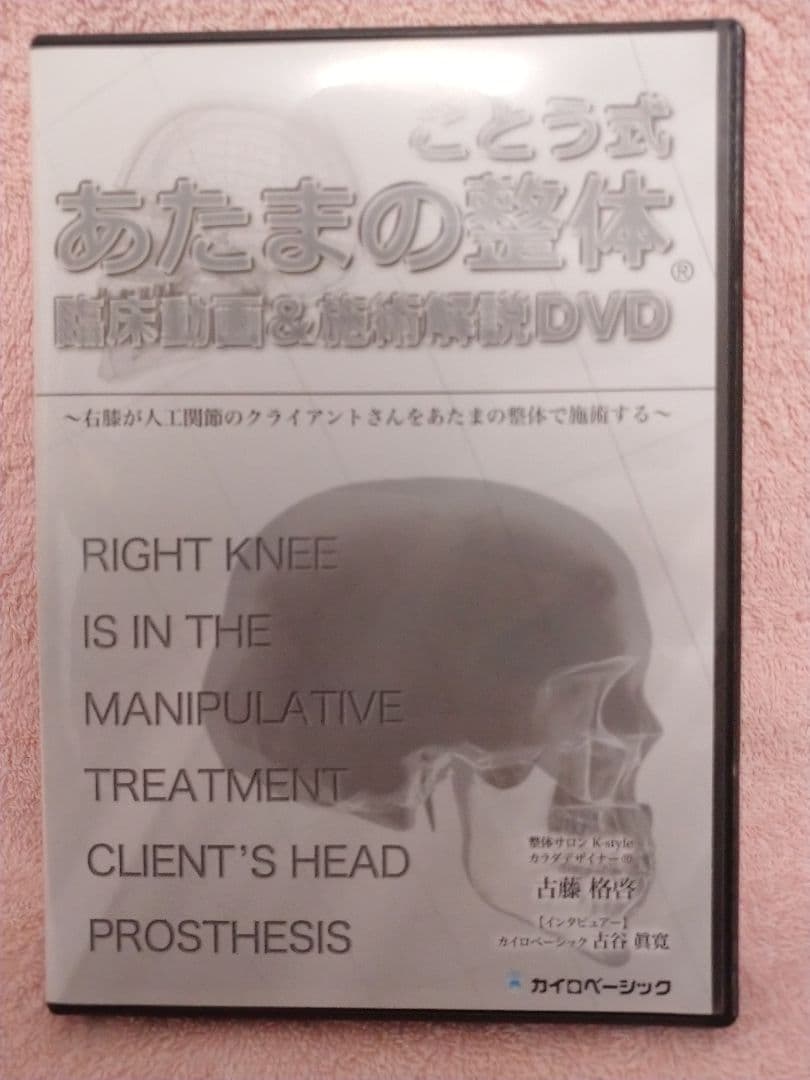 ことう式
あたまの整体®
臨床動画&施術解説DVD
～右膝が人工関節のクライアントさんをあたまの整体で施術する～
RIGHT KNEE
IS IN THE
MANIPULATIVE
TREATMENT
CLIENT'S HEAD
PROSTHESIS
整体サロン K-style
カラダデザイナー®
古藤 格啓
【インタビュアー】
カイロベーシック 古谷 眞寛
カイロベーシック